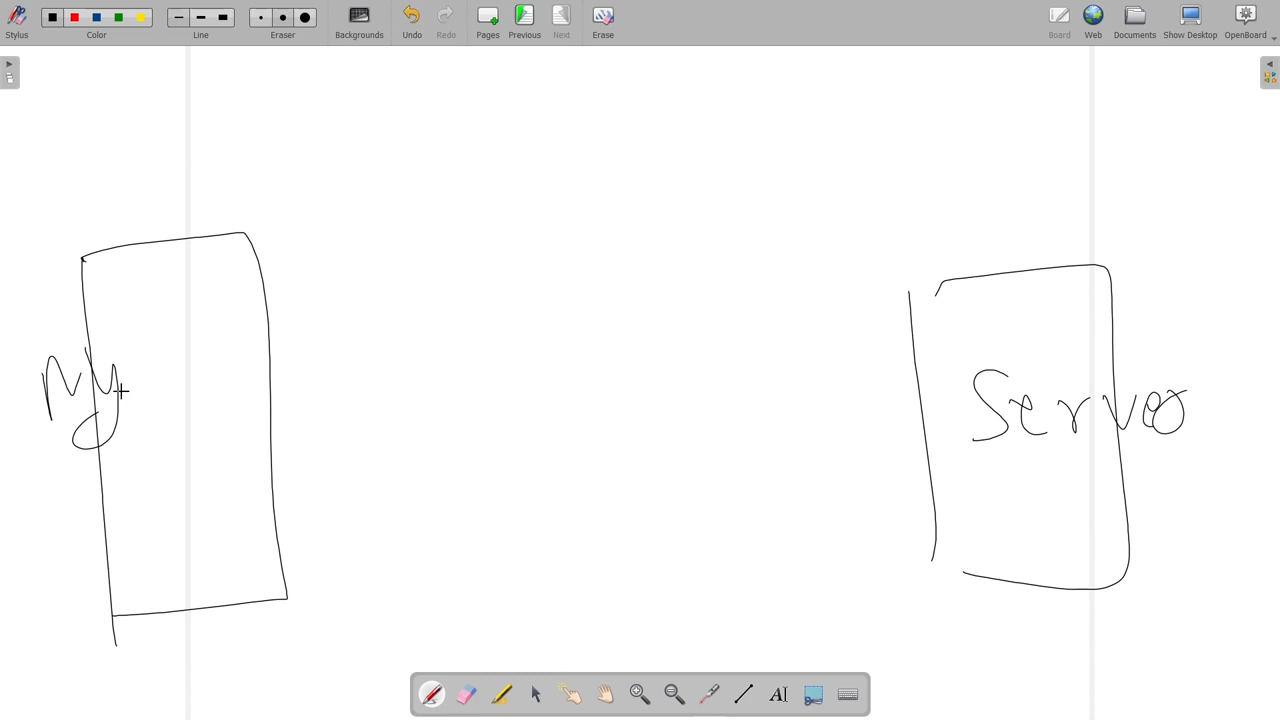 Stylus
Color
Line
Eraser
Backgrounds
Undo
Redo
Pages
Previous
Next
Erase
Board
Web
Documents
Show Desktop
OpenBoard
My
Server
AI